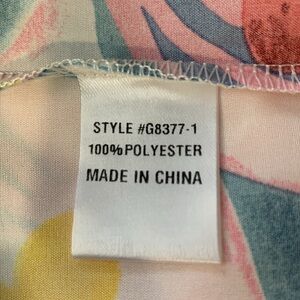 STYLE #G8377-1
100%POLYESTER
MADE IN CHINA